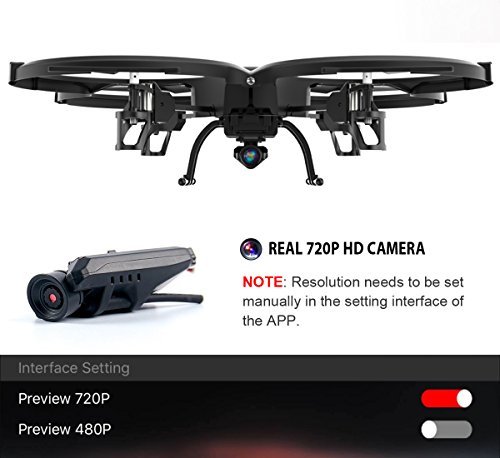 REAL 720P HD CAMERA
NOTE: Resolution needs to be set
manually in the setting interface of
the APP.
Interface Setting
Preview 720P
Preview 480P